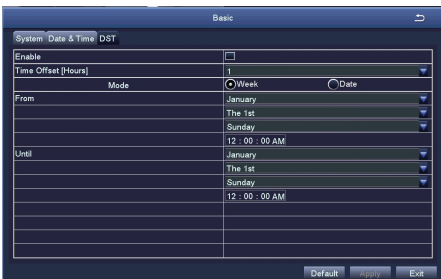 Basic
System Date & Time DST
Enable
Time Offset [Hours] 1
Mode Week Date
From January
The 1st
Sunday
12 : 00 : 00 AM
Until January
The 1st
Sunday
12 : 00 : 00 AM
Default Apply Exit